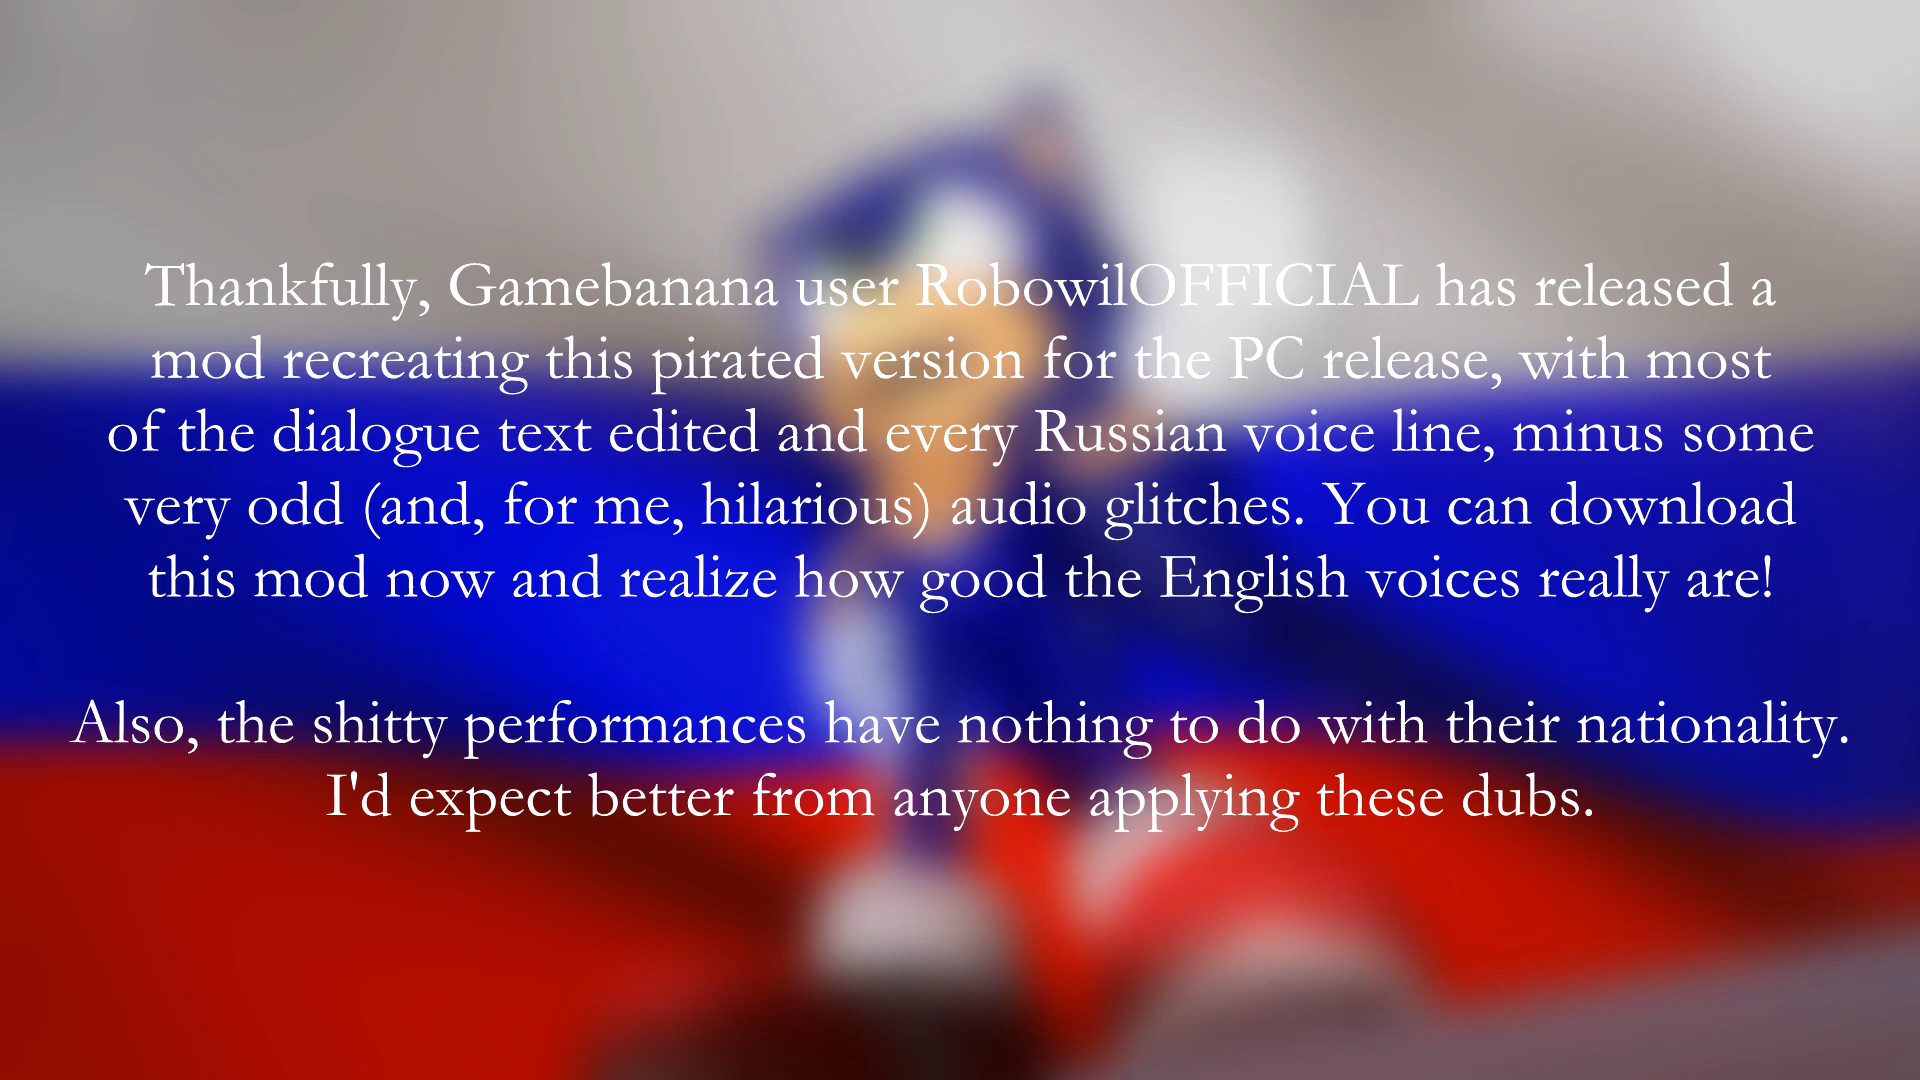 Thankfully, Gamebanana user RobowilOFFICIAL has released a
mod recreating this pirated version for the PC release, with most
of the dialogue text edited and every Russian voice line, minus some
very odd (and, for me, hilarious) audio glitches. You can download
this mod now and realize how good the English voices really are!
Also, the shitty performances have nothing to do with their nationality.
I'd expect better from anyone applying these dubs.